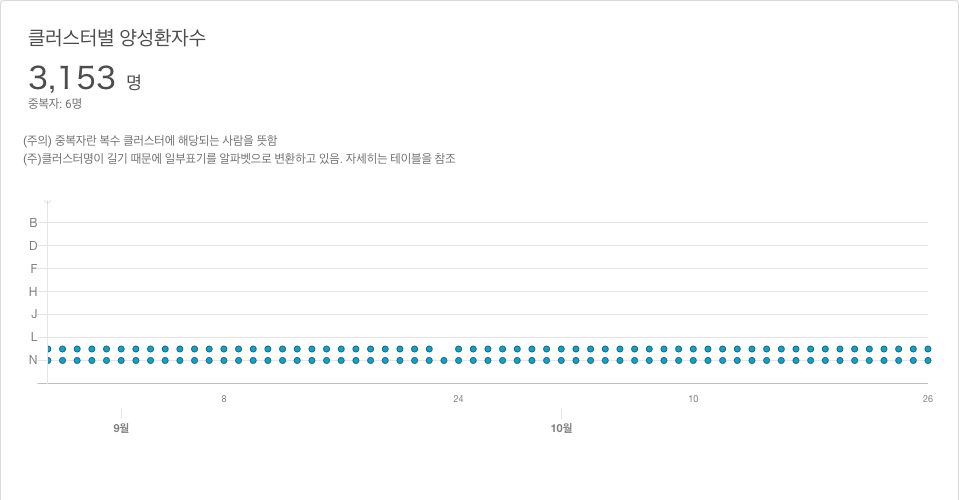 클러스터별 양성환자수
3,153 명
중복자: 6명
(주의) 중복자란 복수 클러스터에 해당되는 사람을 뜻함
(주)클러스터명이 길기 때문에 일부표기를 알파벳으로 변환하고 있음. 자세히는 테이블을 참조
B
D
F
H
J
L
N
8 24 10 26
9월 10월